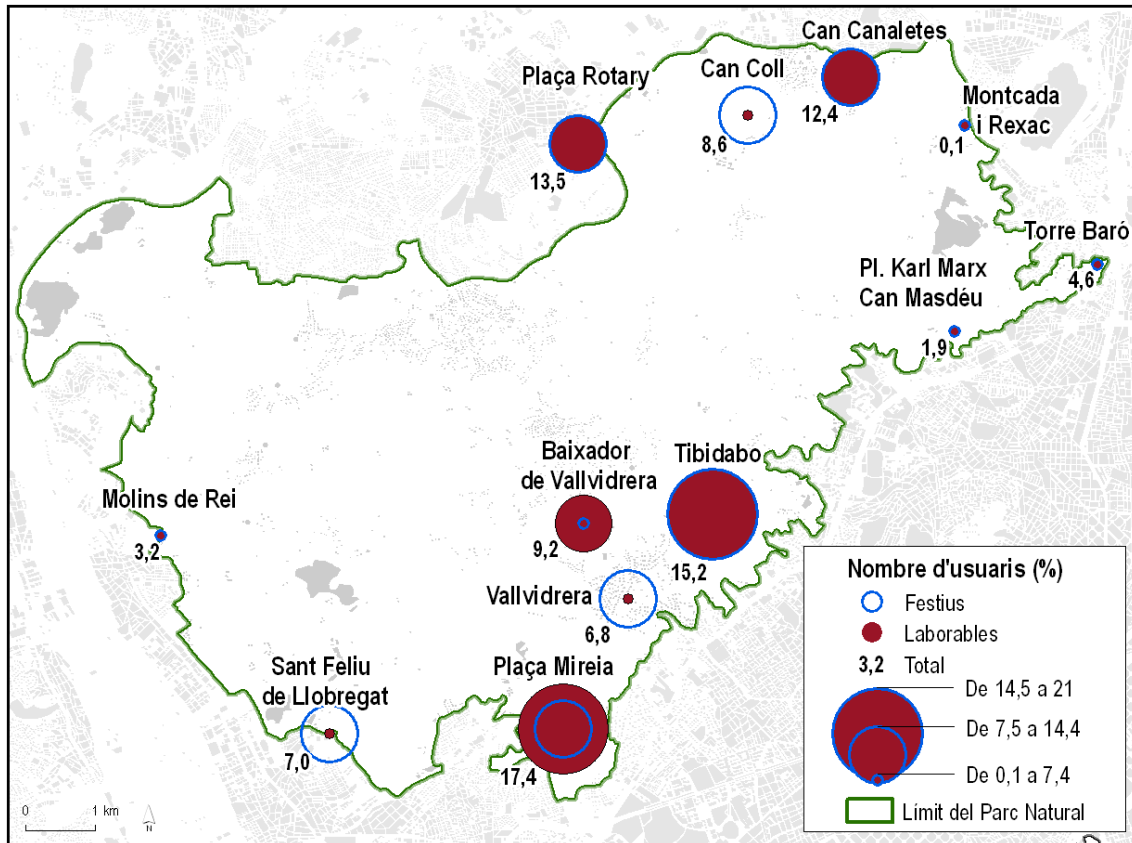 Can Canaletes
12,4
Can Coll
8,6
Plaça Rotary
13,5
Montcada
i Rexac
0,1
Torre Baró
4,6
Pl. Karl Marx
Can Masdéu
1,9
Baixador
de Vallvidrera
9,2
Tibidabo
15,2
Molins de Rei
3,2
Vallvidrera
6,8
Sant Feliu
de Llobregat
7,0
Plaça Mireia
17,4
Nombre d'usuaris (%)
Festius
Laborables
3,2 Total
De 14,5 a 21
De 7,5 a 14,4
De 0,1 a 7,4
Límit del Parc Natural
0 1 km
N